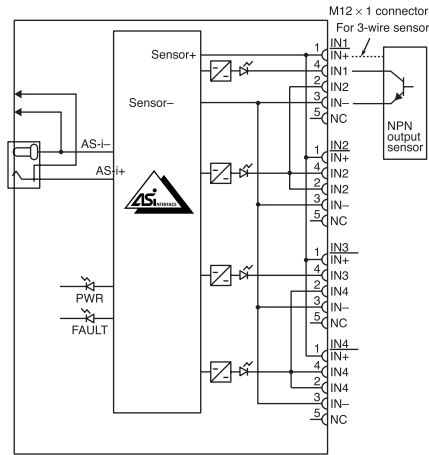 M12 × 1 connector
For 3-wire sensor
Sensor+
Sensor–
AS-i–
AS-i+
ASi
INTERFACE
PWR
FAULT
IN1
1 IN+
4 IN1
2 IN2
3 IN–
5 NC
NPN
output
sensor
IN2
1 IN+
4 IN2
2 IN2
3 IN–
5 NC
IN3
1 IN+
4 IN3
2 IN4
3 IN–
5 NC
IN4
1 IN+
4 IN4
2 IN4
3 IN–
5 NC